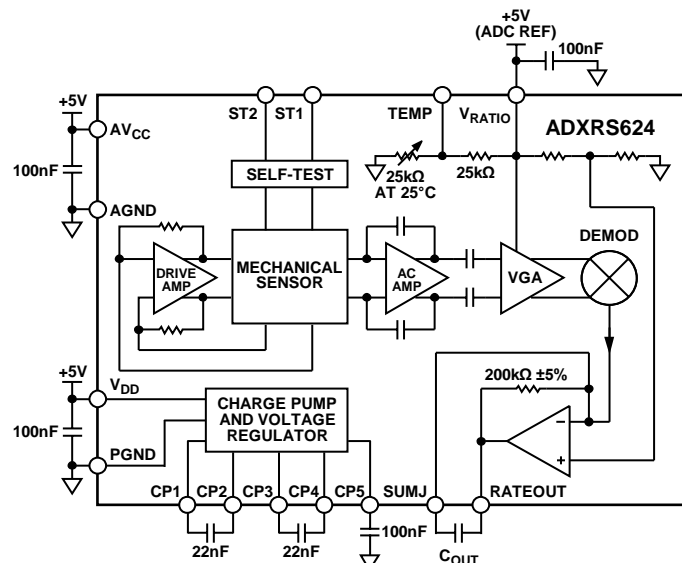 +5V
(ADC REF)
100nF
+5V
ST2 ST1 TEMP VRATIO
AVCC
ADXRS624
100nF
SELF-TEST
25kΩ
AT 25°C
25kΩ
AGND
DEMOD
DRIVE
AMP
MECHANICAL
SENSOR
AC
AMP
VGA
+5V
VDD
200kΩ ±5%
CHARGE PUMP
AND VOLTAGE
REGULATOR
100nF
–
+
PGND
CP1 CP2 CP3 CP4 CP5 SUMJ RATEOUT
22nF
22nF
100nF
COUT